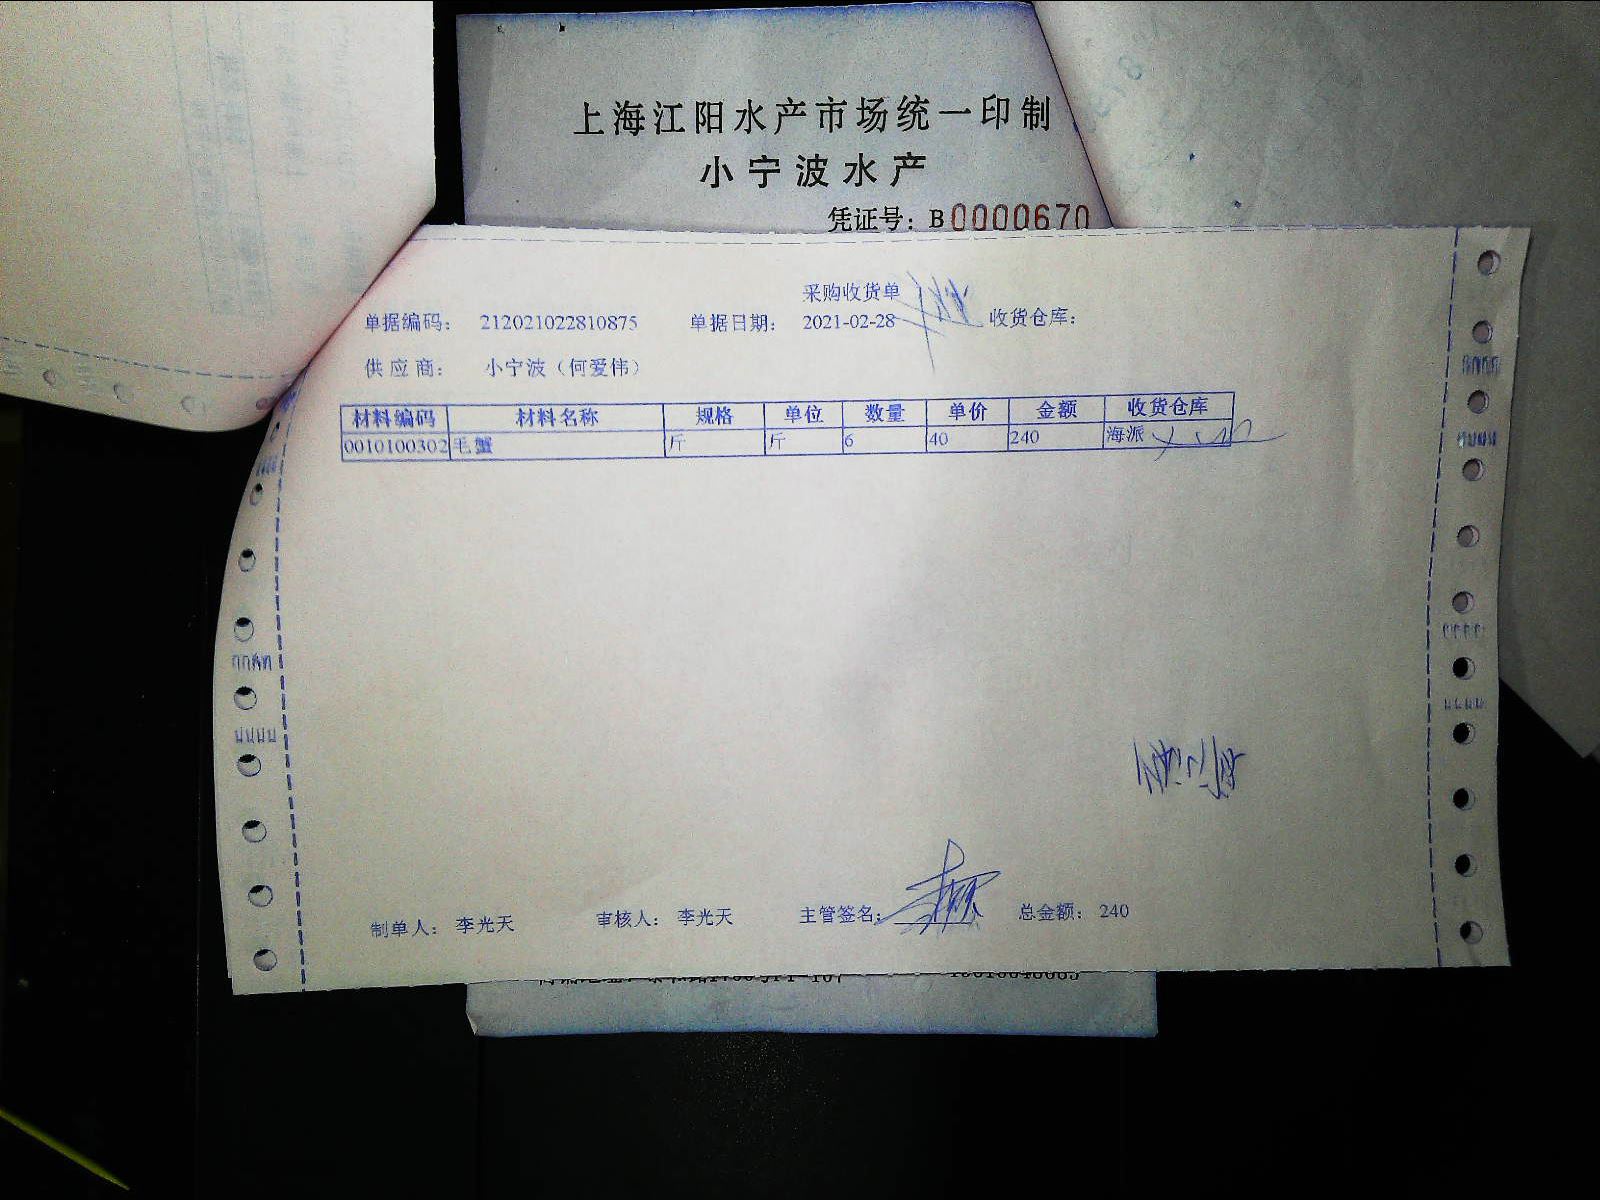 上海江阳水产市场统一印制
小宁波水产
凭证号：B0000670
采购收货单
单据编码： 212021022810875 单据日期： 2021-02-28 收货仓库：
供应商： 小宁波（何爱伟）
材料编码 材料名称 规格 单位 数量 单价 金额 收货仓库
0010100302 毛蟹 斤 斤 6 40 240 海派
制单人： 李光天 审核人： 李光天 主管签名： 总金额： 240